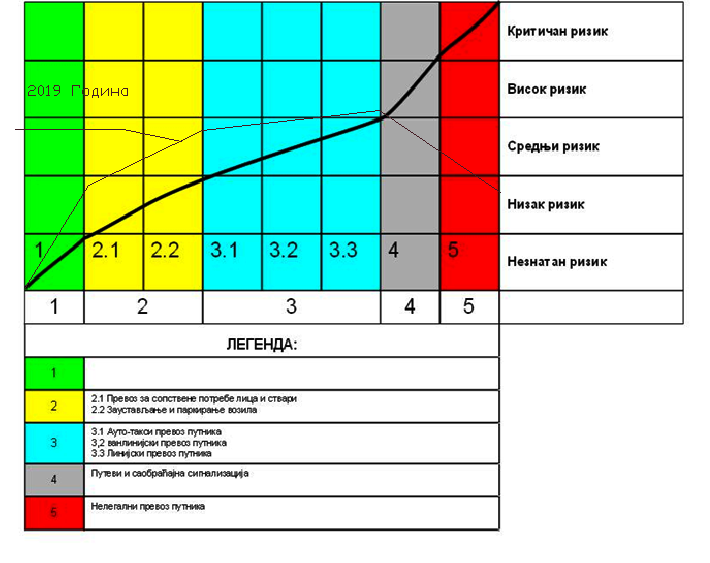 Критичан ризик
2019 Година
Висок ризик
Средњи ризик
Низак ризик
1 2.1 2.2 3.1 3.2 3.3 4 5
Незнатан ризик
1 2 3 4 5
ЛЕГЕНДА:
1
2
2.1 Превоз за сопствене потребе лица и ствари
2.2 Заустављање и паркирање возила
3
3.1 Ауто-такси превоз путника
3,2 ванлинијски превоз путника
3.3 Линијски превоз путника
4
Путеви и саобраћајна сигнализација
5
Нелегални превоз путника